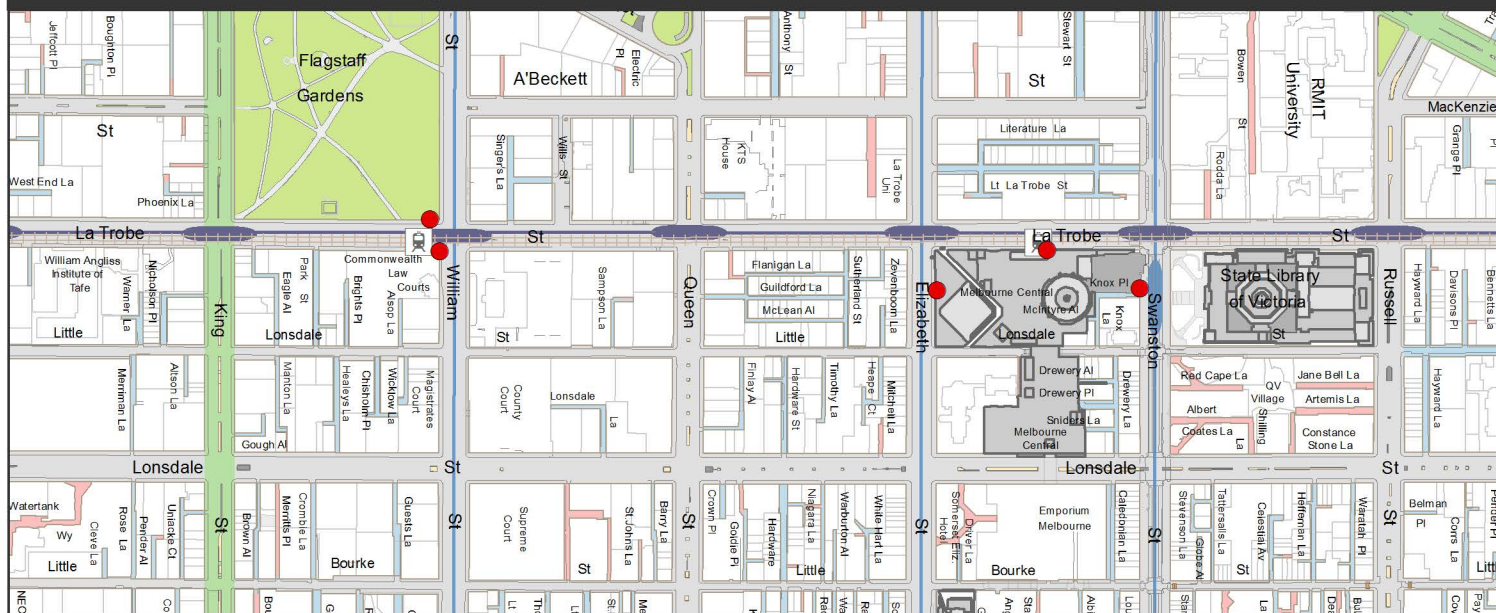 Jeffcott Pl
Boughton Pl
Flagstaff
Gardens
St
A'Beckett
Electric
Pl
Anthony St
Stewart St
St
Bowen St
RMIT
University
MacKenzie
St
West End La
Phoenix La
Singer's La
Wills St
KTS
House
La Trobe
Uni
Literature La
Lt La Trobe St
Rodda La
Grange Pl
La Trobe
St
La Trobe
St
William Angliss
Institute of
Tafe
Warner La
Nicholson Pl
Little
King
Eagle Al
Park St
Commonwealth
Law
Courts
Brights Pl
Alsop La
Lonsdale
William
St
Sampson La
Queen
Flanigan La
Guildford La
McLean Al
Little
Sutherland St
Zevenboom La
Elizabeth
Melbourne Central
McIntyre Al
Lonsdale
Knox Pl
Knox
La
Swanston
State Library
of Victoria
St
Russell
Hayward La
Davisons Pl
Bennetts La
Merriman La
Altson La
Manton La
Healeys La
Chisholm Pl
Wicklow La
Magistrates
Court
Gough Al
County
Court
Lonsdale
La
Finlay Al
Hardware St
Timothy La
Heape
Ct
Mitchell La
Drewery Al
Drewery Pl
Sniders La
Melbourne
Central
Drewery La
Red Cape La
QV
Village
Jane Bell La
Artemis La
Albert
Coates La
Shilling
La
Constance
Stone La
Hayward La
Lonsdale
St
Lonsdale
St
Watertank
Wy
Cleve La
Rose La
Pender Al
Uniacke Ct
Little
St
Brown Al
Merritts Pl
Crombie La
Guests La
Bourke
St
Supreme
Court
St Johns La
St
Barry La
St
Crown Pl
Goldie Pl
Hardware
Niagara La
Warburton Al
White Hart La
Little
St
Somerset Eliz.
Hotel
Driver La
Emporium
Melbourne
Bourke
Caledonian La
St
Stevenson La
Globe Al
Tattersalls La
Celestial Av
Heffernan La
Waratah Pl
St
St
Belman
Pl
Corrs La